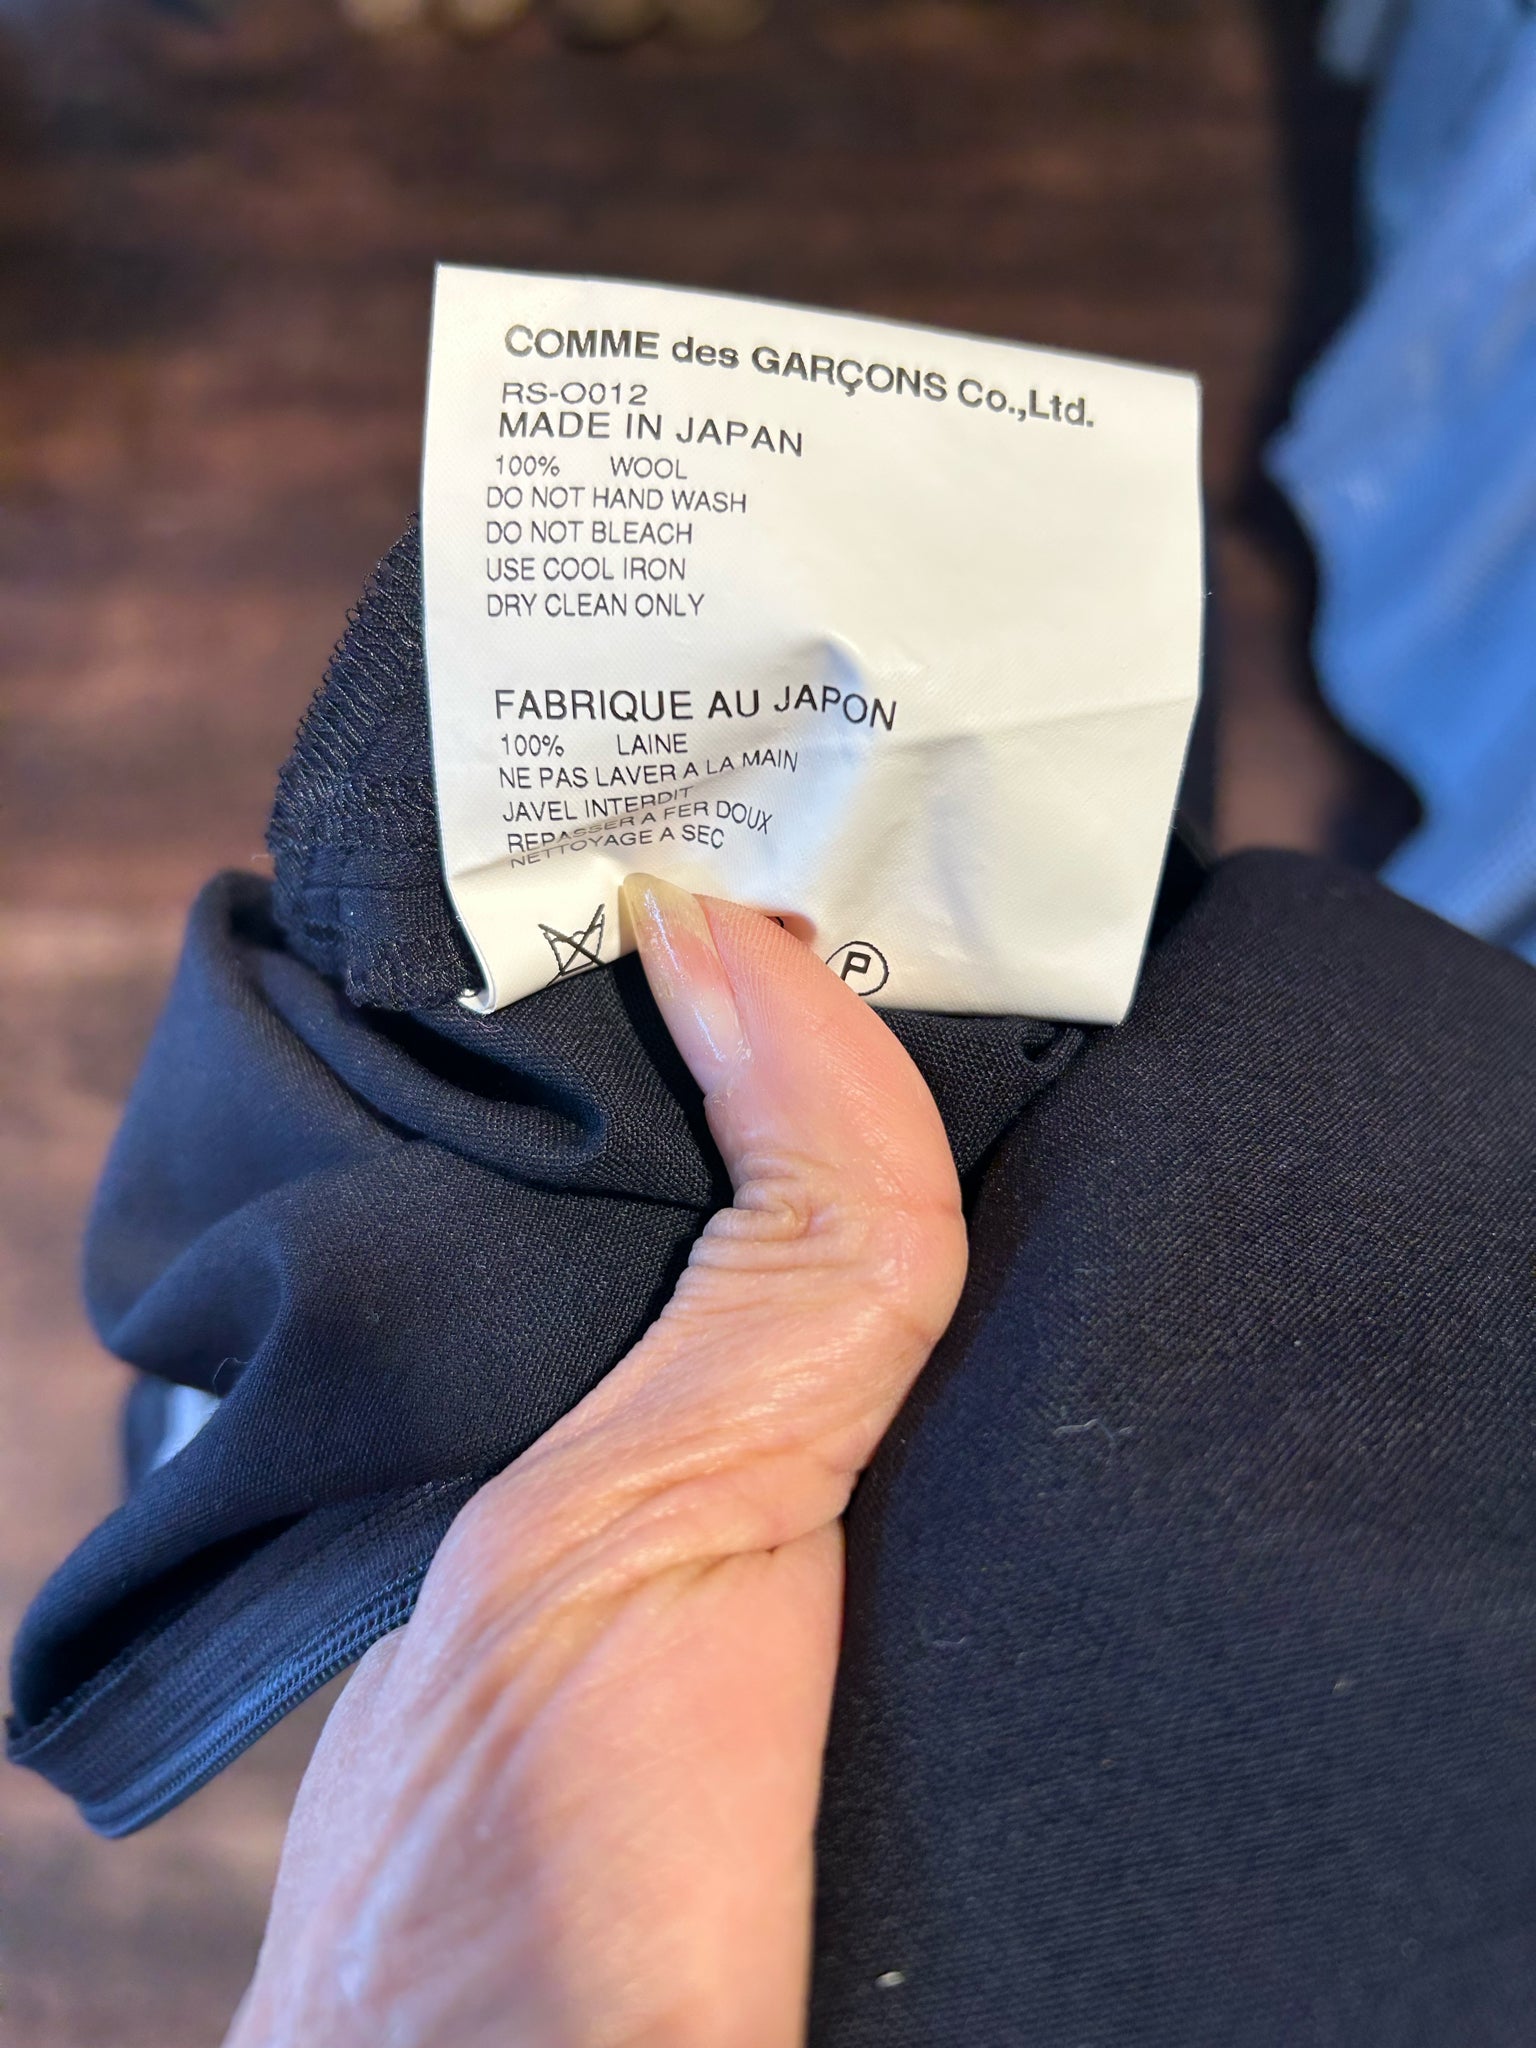 COMME des GARÇONS Co.,Ltd.
RS-O012
MADE IN JAPAN
100% WOOL
DO NOT HAND WASH
DO NOT BLEACH
USE COOL IRON
DRY CLEAN ONLY
FABRIQUE AU JAPON
100% LAINE
NE PAS LAVER A LA MAIN
JAVEL INTERDIT
REPASSER A FER DOUX
NETTOYAGE A SEC
P